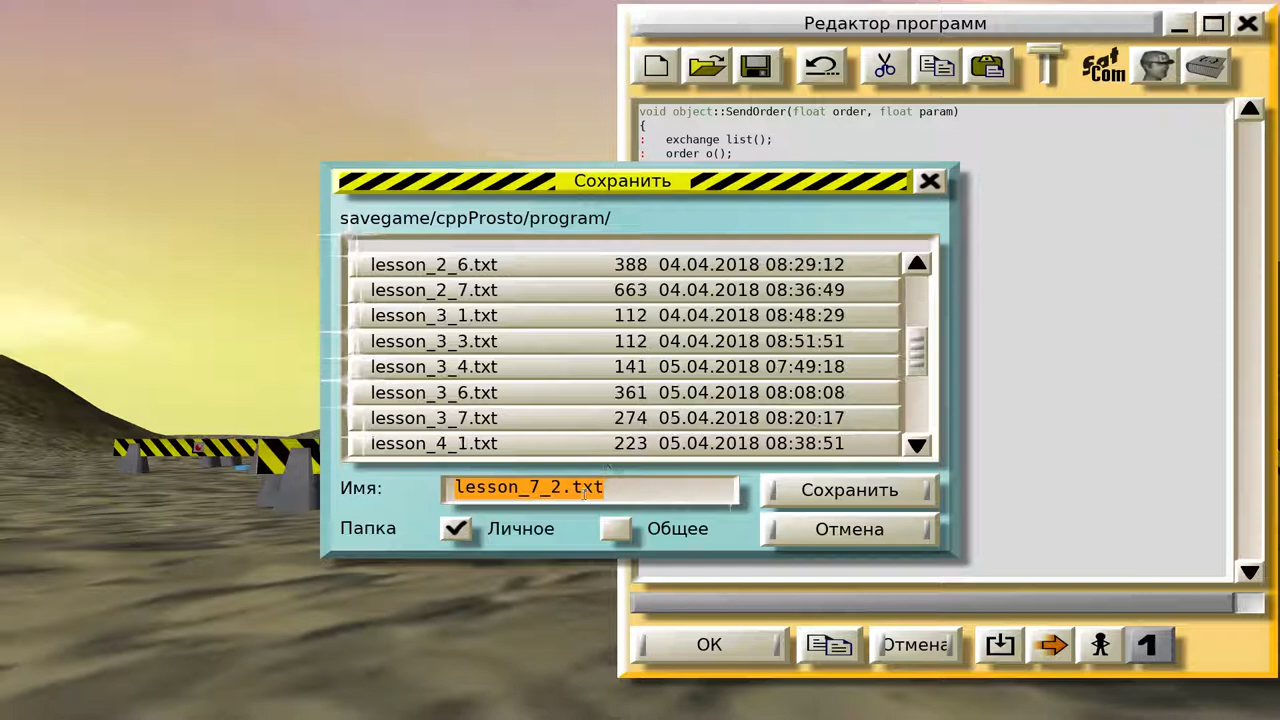 Редактор программ
Sat
Com
void object::SendOrder(float order, float param)
{
: exchange list();
: order o();
Сохранить
savegame/cppProsto/program/
lesson_2_6.txt 388 04.04.2018 08:29:12
lesson_2_7.txt 663 04.04.2018 08:36:49
lesson_3_1.txt 112 04.04.2018 08:48:29
lesson_3_3.txt 112 04.04.2018 08:51:51
lesson_3_4.txt 141 05.04.2018 07:49:18
lesson_3_6.txt 361 05.04.2018 08:08:08
lesson_3_7.txt 274 05.04.2018 08:20:17
lesson_4_1.txt 223 05.04.2018 08:38:51
Имя: lesson_7_2.txt Сохранить
Папка Личное Общее Отмена
OK Отмена 1